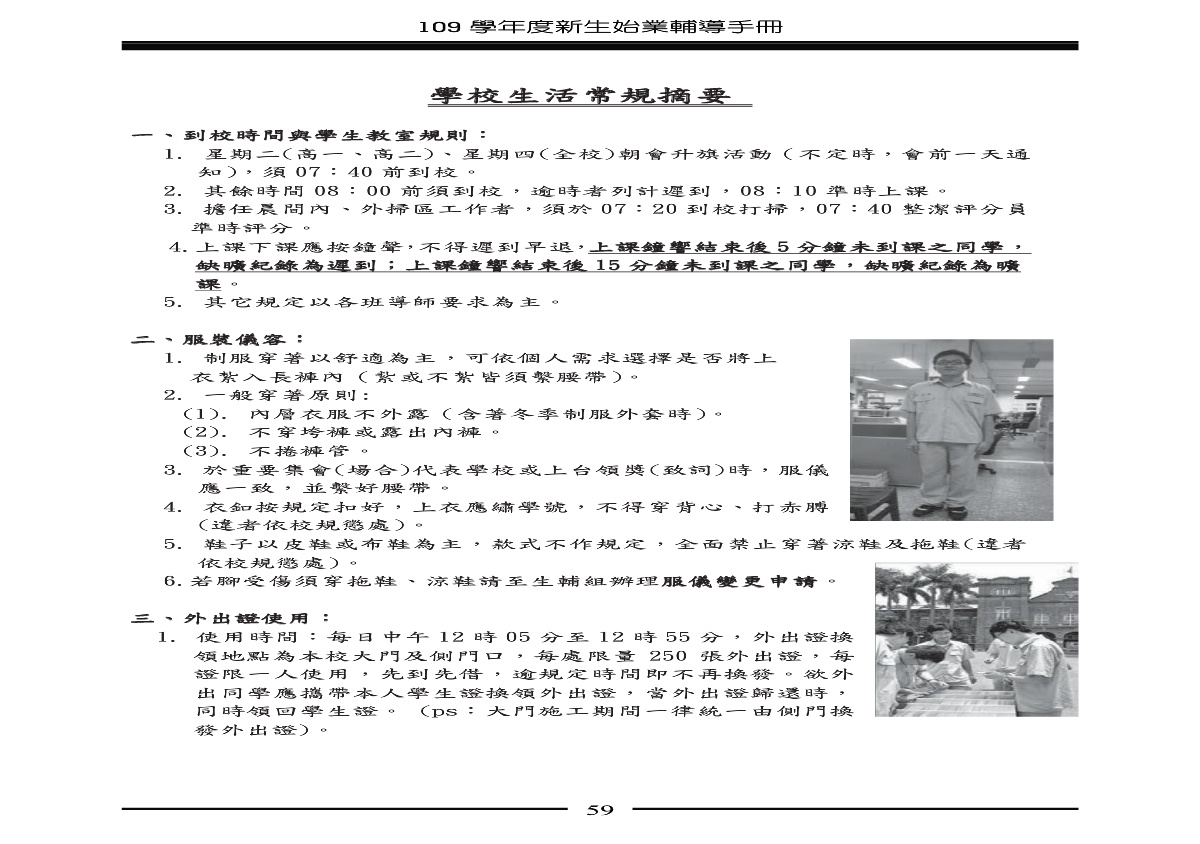 109 學年度新生始業輔導手冊
學校生活常規摘要
一、到校時間與學生教室規則：
1. 星期二(高一、高二)、星期四(全校)朝會升旗活動（不定時，會前一天通
知)，須 07：40 前到校。
2. 其餘時間 08：00 前須到校，逾時者列計遲到，08：10 準時上課。
3. 擔任晨間內、外掃區工作者，須於 07：20 到校打掃，07：40 整潔評分員
準時評分。
4.上課下課應按鐘聲，不得遲到早退，上課鐘響結束後 5 分鐘未到課之同學，
缺曠紀錄為遲到；上課鐘響結束後 15 分鐘未到課之同學，缺曠紀錄為曠
課。
5. 其它規定以各班導師要求為主。
二、服裝儀容：
1. 制服穿著以舒適為主，可依個人需求選擇是否將上
衣紮入長褲內（紮或不紮皆須繫腰帶)。
2. 一般穿著原則:
(1). 內層衣服不外露（含著冬季制服外套時)。
(2). 不穿垮褲或露出內褲。
(3). 不捲褲管。
3. 於重要集會(場合)代表學校或上台領獎(致詞)時，服儀
應一致，並繫好腰帶。
4. 衣釦按規定扣好，上衣應繡學號，不得穿背心、打赤膊
(違者依校規懲處)。
5. 鞋子以皮鞋或布鞋為主，款式不作規定，全面禁止穿著涼鞋及拖鞋(違者
依校規懲處)。
6.若腳受傷須穿拖鞋、涼鞋請至生輔組辦理服儀變更申請。
三、外出證使用：
1. 使用時間：每日中午 12 時 05 分至 12 時 55 分，外出證換
領地點為本校大門及側門口，每處限量 250 張外出證，每
證限一人使用，先到先借，逾規定時間即不再換發。欲外
出同學應攜帶本人學生證換領外出證，當外出證歸還時，
同時領回學生證。（ps：大門施工期間一律統一由側門換
發外出證)。
59